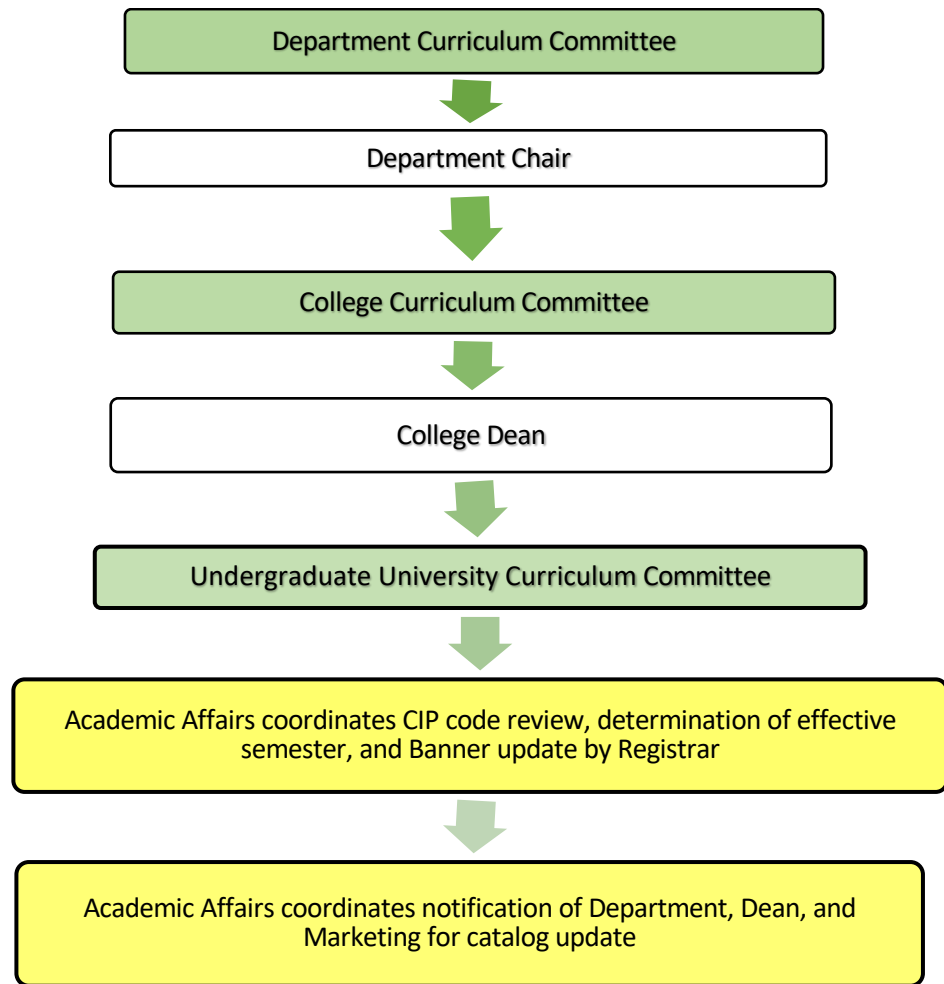 Department Curriculum Committee
Department Chair
College Curriculum Committee
College Dean
Undergraduate University Curriculum Committee
Academic Affairs coordinates CIP code review, determination of effective
semester, and Banner update by Registrar
Academic Affairs coordinates notification of Department, Dean, and
Marketing for catalog update